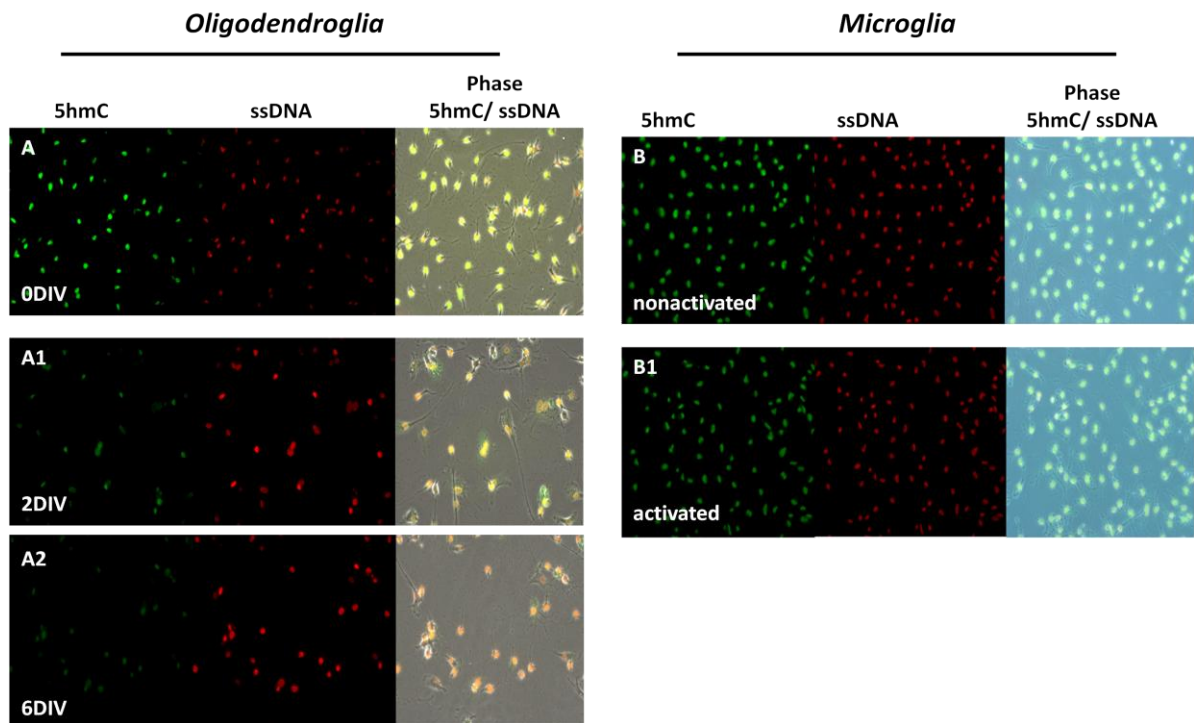 Oligodendroglia
5hmC
ssDNA
Phase
5hmC/ ssDNA
A
0DIV
A1
2DIV
A2
6DIV
Microglia
5hmC
ssDNA
Phase
5hmC/ ssDNA
B
nonactivated
B1
activated